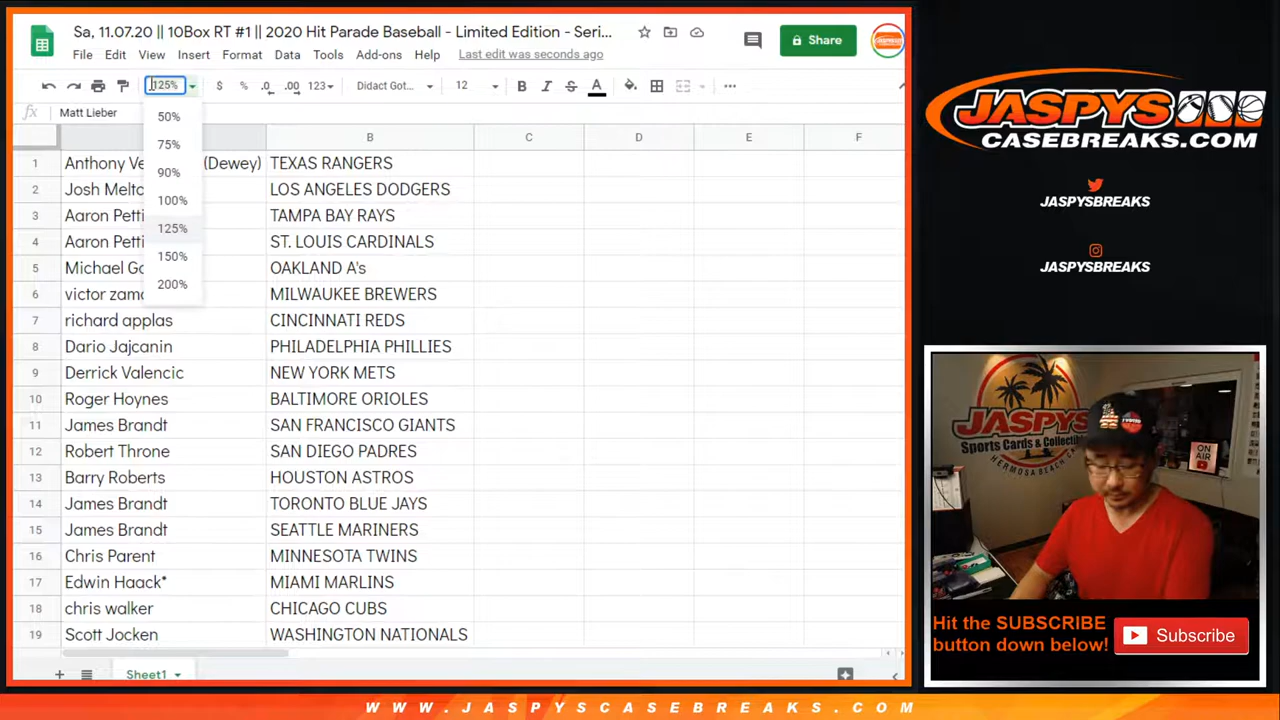 Sa, 11.07.20 || 10Box RT #1 || 2020 Hit Parade Baseball - Limited Edition - Seri...
Share
File Edit View Insert Format Data Tools Add-ons Help Last edit was seconds ago
125% $ % .0 .00 123 Didact Got... 12 B I S A
fx Matt Lieber
50%
75%
90%
100%
125%
150%
200%
B C D E F
1 Anthony Ve (Dewey) TEXAS RANGERS
2 Josh Melto LOS ANGELES DODGERS
3 Aaron Petti TAMPA BAY RAYS
4 Aaron Petti ST. LOUIS CARDINALS
5 Michael Go OAKLAND A's
6 victor zamo MILWAUKEE BREWERS
7 richard applas CINCINNATI REDS
8 Dario Jajcanin PHILADELPHIA PHILLIES
9 Derrick Valencic NEW YORK METS
10 Roger Hoynes BALTIMORE ORIOLES
11 James Brandt SAN FRANCISCO GIANTS
12 Robert Throne SAN DIEGO PADRES
13 Barry Roberts HOUSTON ASTROS
14 James Brandt TORONTO BLUE JAYS
15 James Brandt SEATTLE MARINERS
16 Chris Parent MINNESOTA TWINS
17 Edwin Haack* MIAMI MARLINS
18 chris walker CHICAGO CUBS
19 Scott Jocken WASHINGTON NATIONALS
Sheet1
JASPYS
CASEBREAKS.COM
JASPYSBREAKS
JASPYSBREAKS
JASPYS
Sports Cards & Collectib
HERMOSA BEACH
ON
AIR
Hit the SUBSCRIBE
button down below!
Subscribe
WWW.JASPYSCASEBREAKS.COM